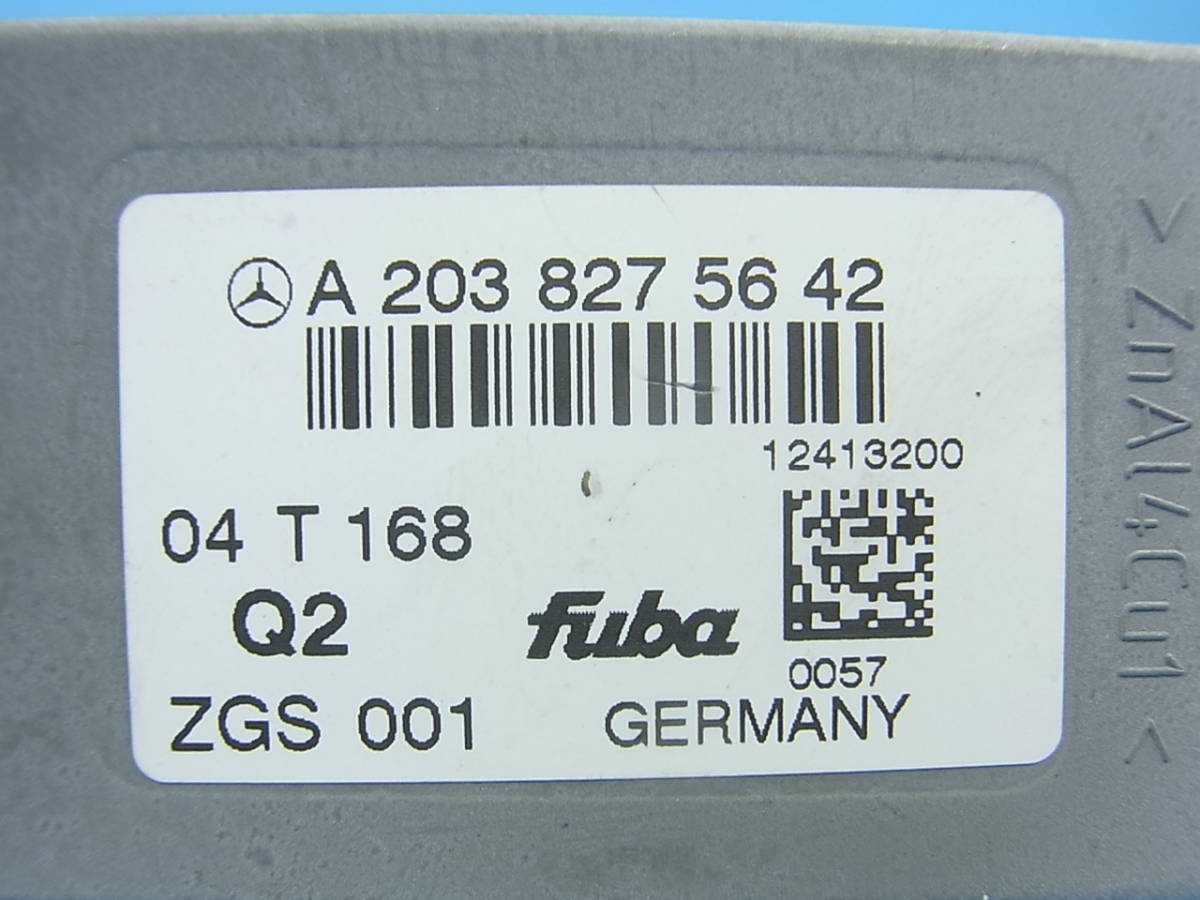 A 203 827 56 42
12413200
04 T 168
Q2
fuba
0057
ZGS 001
GERMANY
>ZnAl4Cu1<